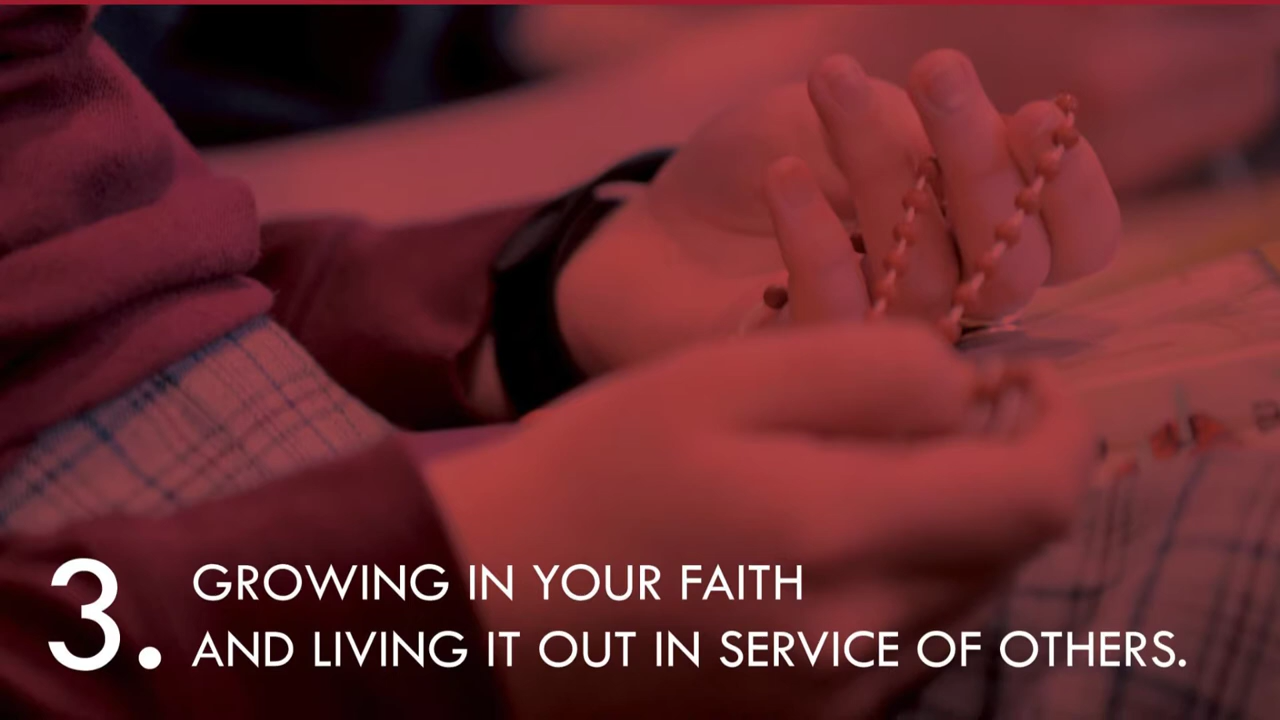 3. GROWING IN YOUR FAITH
AND LIVING IT OUT IN SERVICE OF OTHERS.